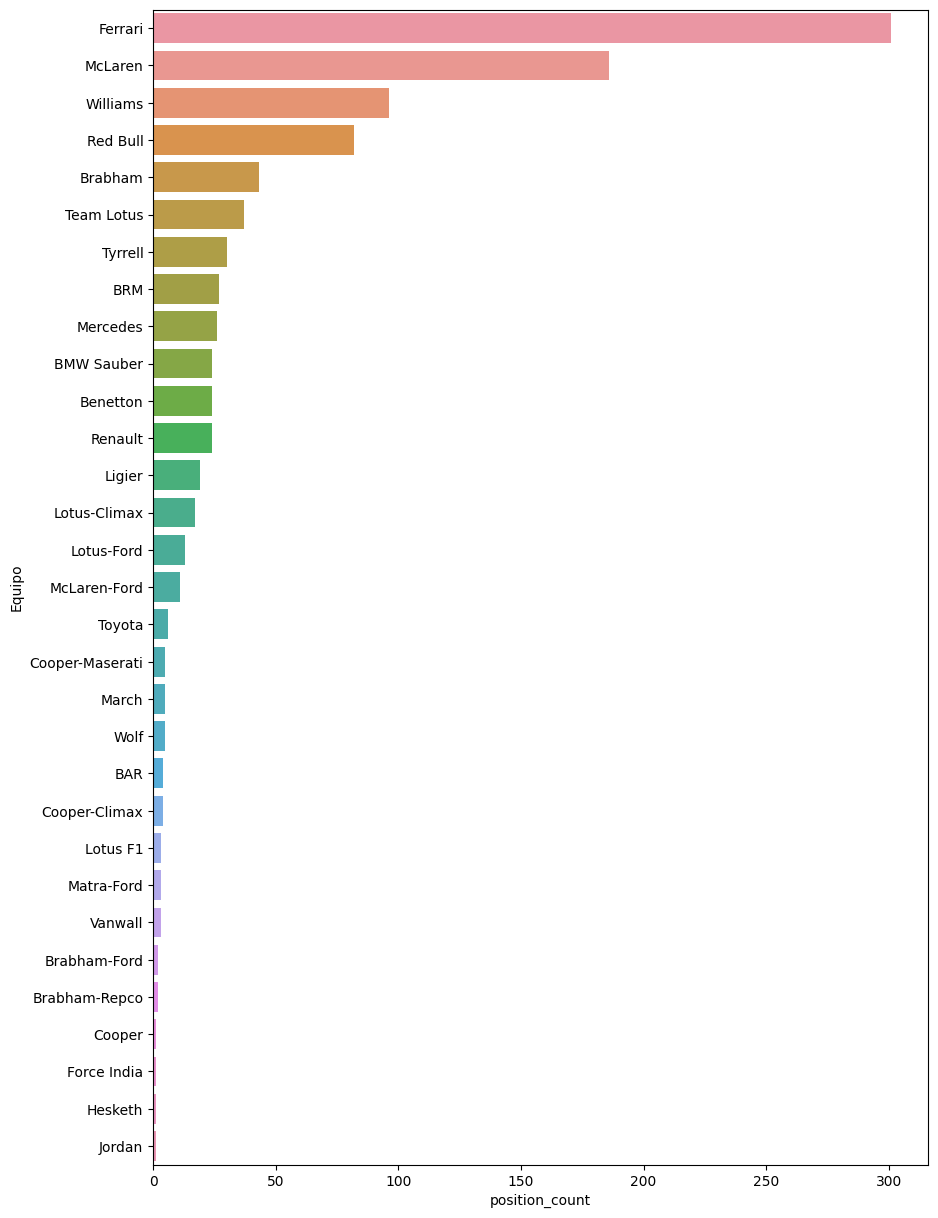 Ferrari
McLaren
Williams
Red Bull
Brabham
Team Lotus
Tyrrell
BRM
Mercedes
BMW Sauber
Benetton
Renault
Ligier
Lotus-Climax
Lotus-Ford
McLaren-Ford
Toyota
Cooper-Maserati
March
Wolf
BAR
Cooper-Climax
Lotus F1
Matra-Ford
Vanwall
Brabham-Ford
Brabham-Repco
Cooper
Force India
Hesketh
Jordan
Equipo
0 50 100 150 200 250 300
position_count